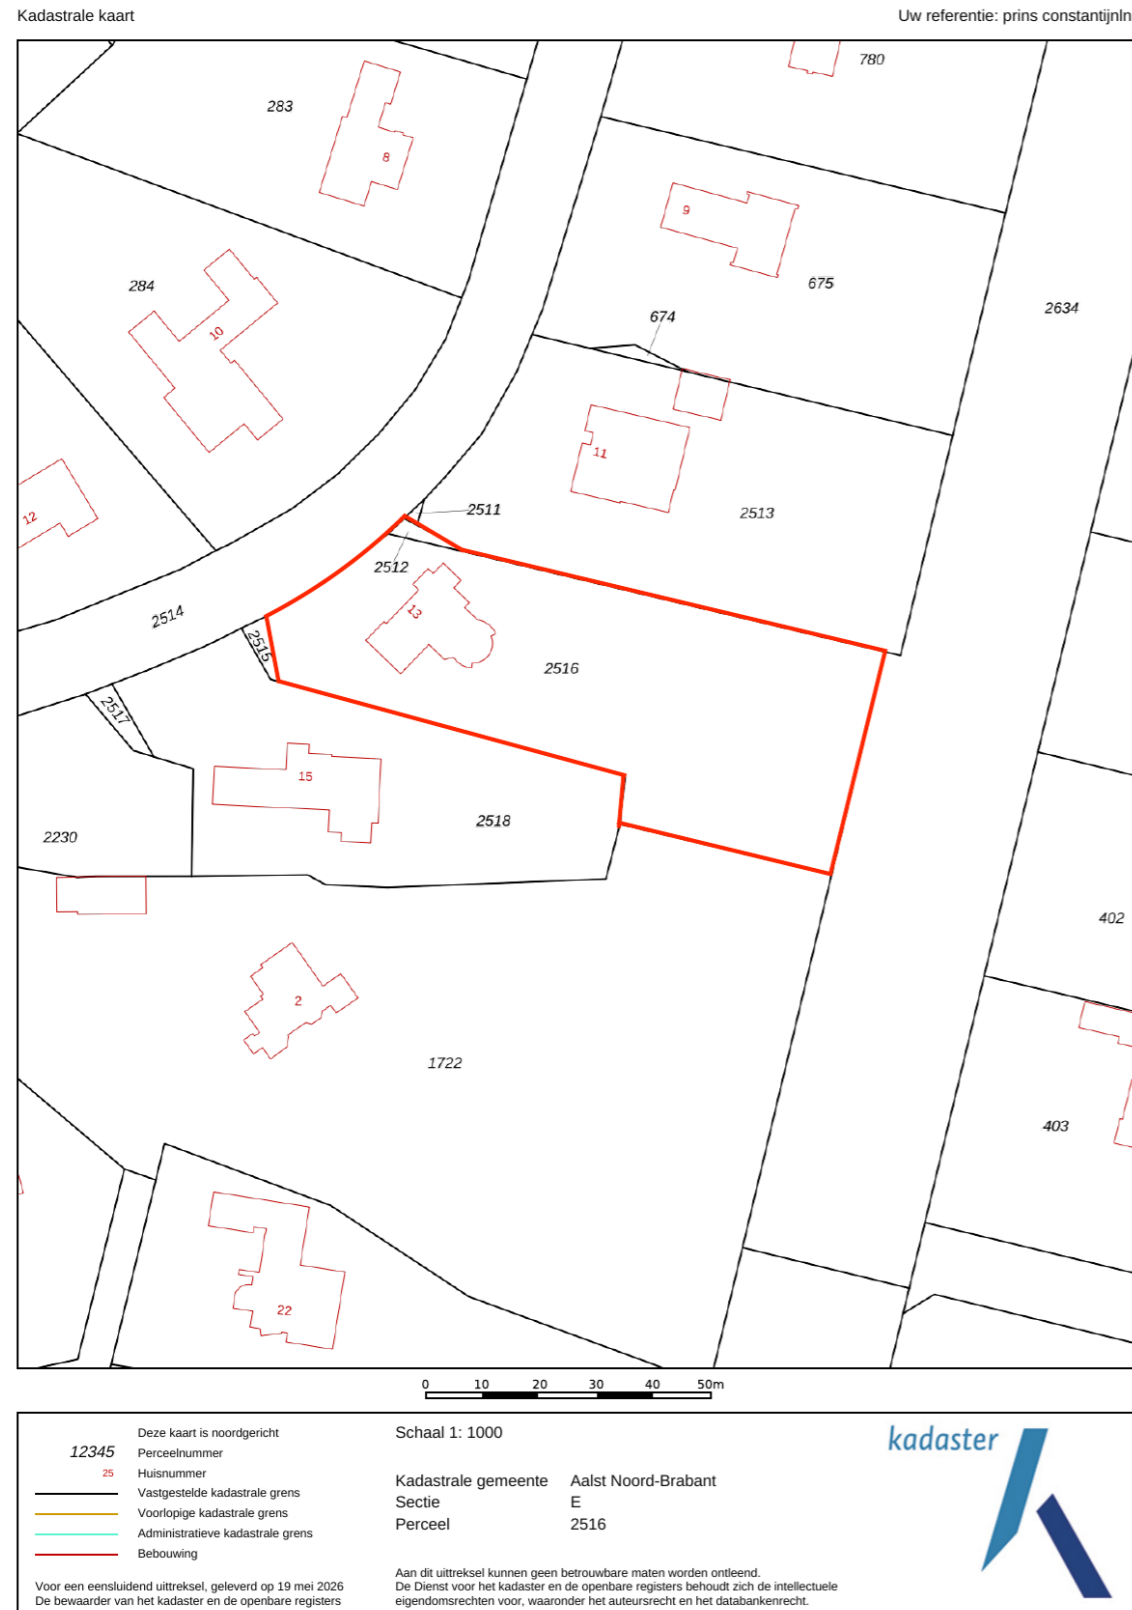 Kadastrale kaart
Uw referentie: prins constantijnln
780
283
8
9
675
284
2634
674
10
11
2511
2513
12
2512
13
2514
2515
2516
2517
15
2518
2230
402
2
1722
403
22
0 10 20 30 40 50m
Deze kaart is noordgericht
12345 Perceelnummer
25 Huisnummer
Vastgestelde kadastrale grens
Voorlopige kadastrale grens
Administratieve kadastrale grens
Bebouwing
Voor een eensluidend uittreksel, geleverd op 19 mei 2026
De bewaarder van het kadaster en de openbare registers
Schaal 1: 1000
Kadastrale gemeente Aalst Noord-Brabant
Sectie E
Perceel 2516
Aan dit uittreksel kunnen geen betrouwbare maten worden ontleend.
De Dienst voor het kadaster en de openbare registers behoudt zich de intellectuele
eigendomsrechten voor, waaronder het auteursrecht en het databankenrecht.
kadaster